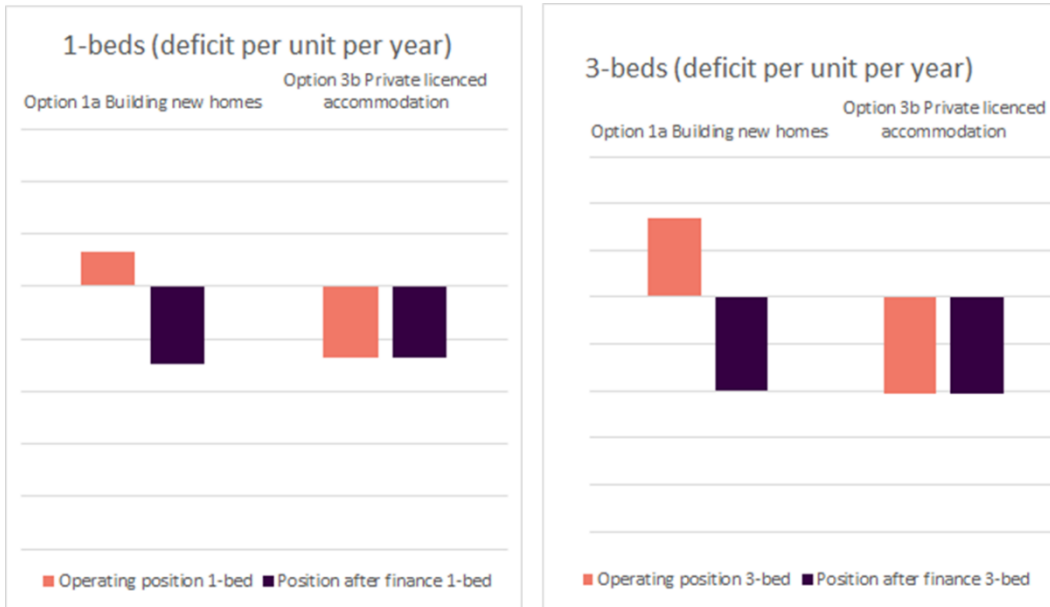 1-beds (deficit per unit per year)
Option 1a Building new homes
Option 3b Private licenced
accommodation
Operating position 1-bed
Position after finance 1-bed
3-beds (deficit per unit per year)
Option 1a Building new homes
Option 3b Private licenced
accommodation
Operating position 3-bed
Position after finance 3-bed